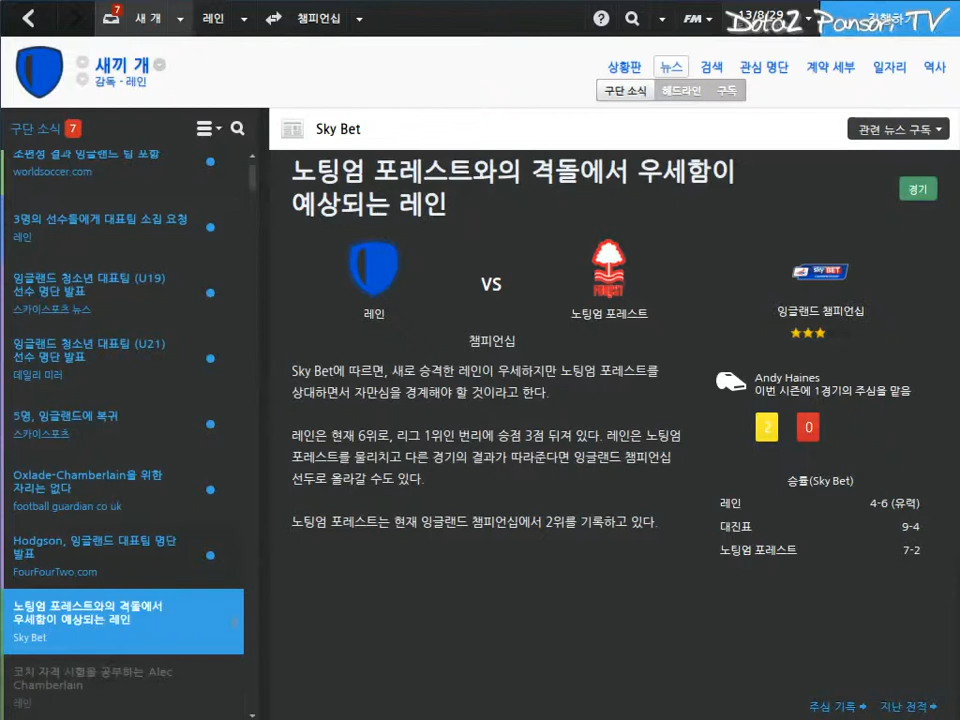 7
새 개
레인
챔피언십
FM
13/8/29
Dota2 Pansori TV
새끼 개
감독 - 레인
상황판
뉴스
검색
관심 명단
계약 세부
일자리
역사
구단 소식
헤드라인
구독
구단 소식 7
Sky Bet
관련 뉴스 구독
조편성 결과 잉글랜드 팀 포함
worldsoccer.com
3명의 선수들에게 대표팀 소집 요청
레인
잉글랜드 청소년 대표팀 (U19)
선수 명단 발표
스카이스포츠 뉴스
잉글랜드 청소년 대표팀 (U21)
선수 명단 발표
데일리 미러
5명, 잉글랜드에 복귀
스카이스포츠
Oxlade-Chamberlain을 위한
자리는 없다
football guardian co uk
Hodgson, 잉글랜드 대표팀 명단
발표
FourFourTwo.com
노팅엄 포레스트와의 격돌에서
우세함이 예상되는 레인
Sky Bet
코치 자격 시험을 공부하는 Alec
Chamberlain
레인
노팅엄 포레스트와의 격돌에서 우세함이
예상되는 레인
경기
VS
FOREST
sky BET
레인
노팅엄 포레스트
잉글랜드 챔피언십
챔피언십
Sky Bet에 따르면, 새로 승격한 레인이 우세하지만 노팅엄 포레스트를
상대하면서 자만심을 경계해야 할 것이라고 한다.
레인은 현재 6위로, 리그 1위인 번리에 승점 3점 뒤져 있다. 레인은 노팅엄
포레스트를 물리치고 다른 경기의 결과가 따라준다면 잉글랜드 챔피언십
선두로 올라갈 수도 있다.
노팅엄 포레스트는 현재 잉글랜드 챔피언십에서 2위를 기록하고 있다.
Andy Haines
이번 시즌에 1경기의 주심을 맡음
2
0
승률(Sky Bet)
레인 4-6 (유력)
대진표 9-4
노팅엄 포레스트 7-2
주심 기록
지난 전적